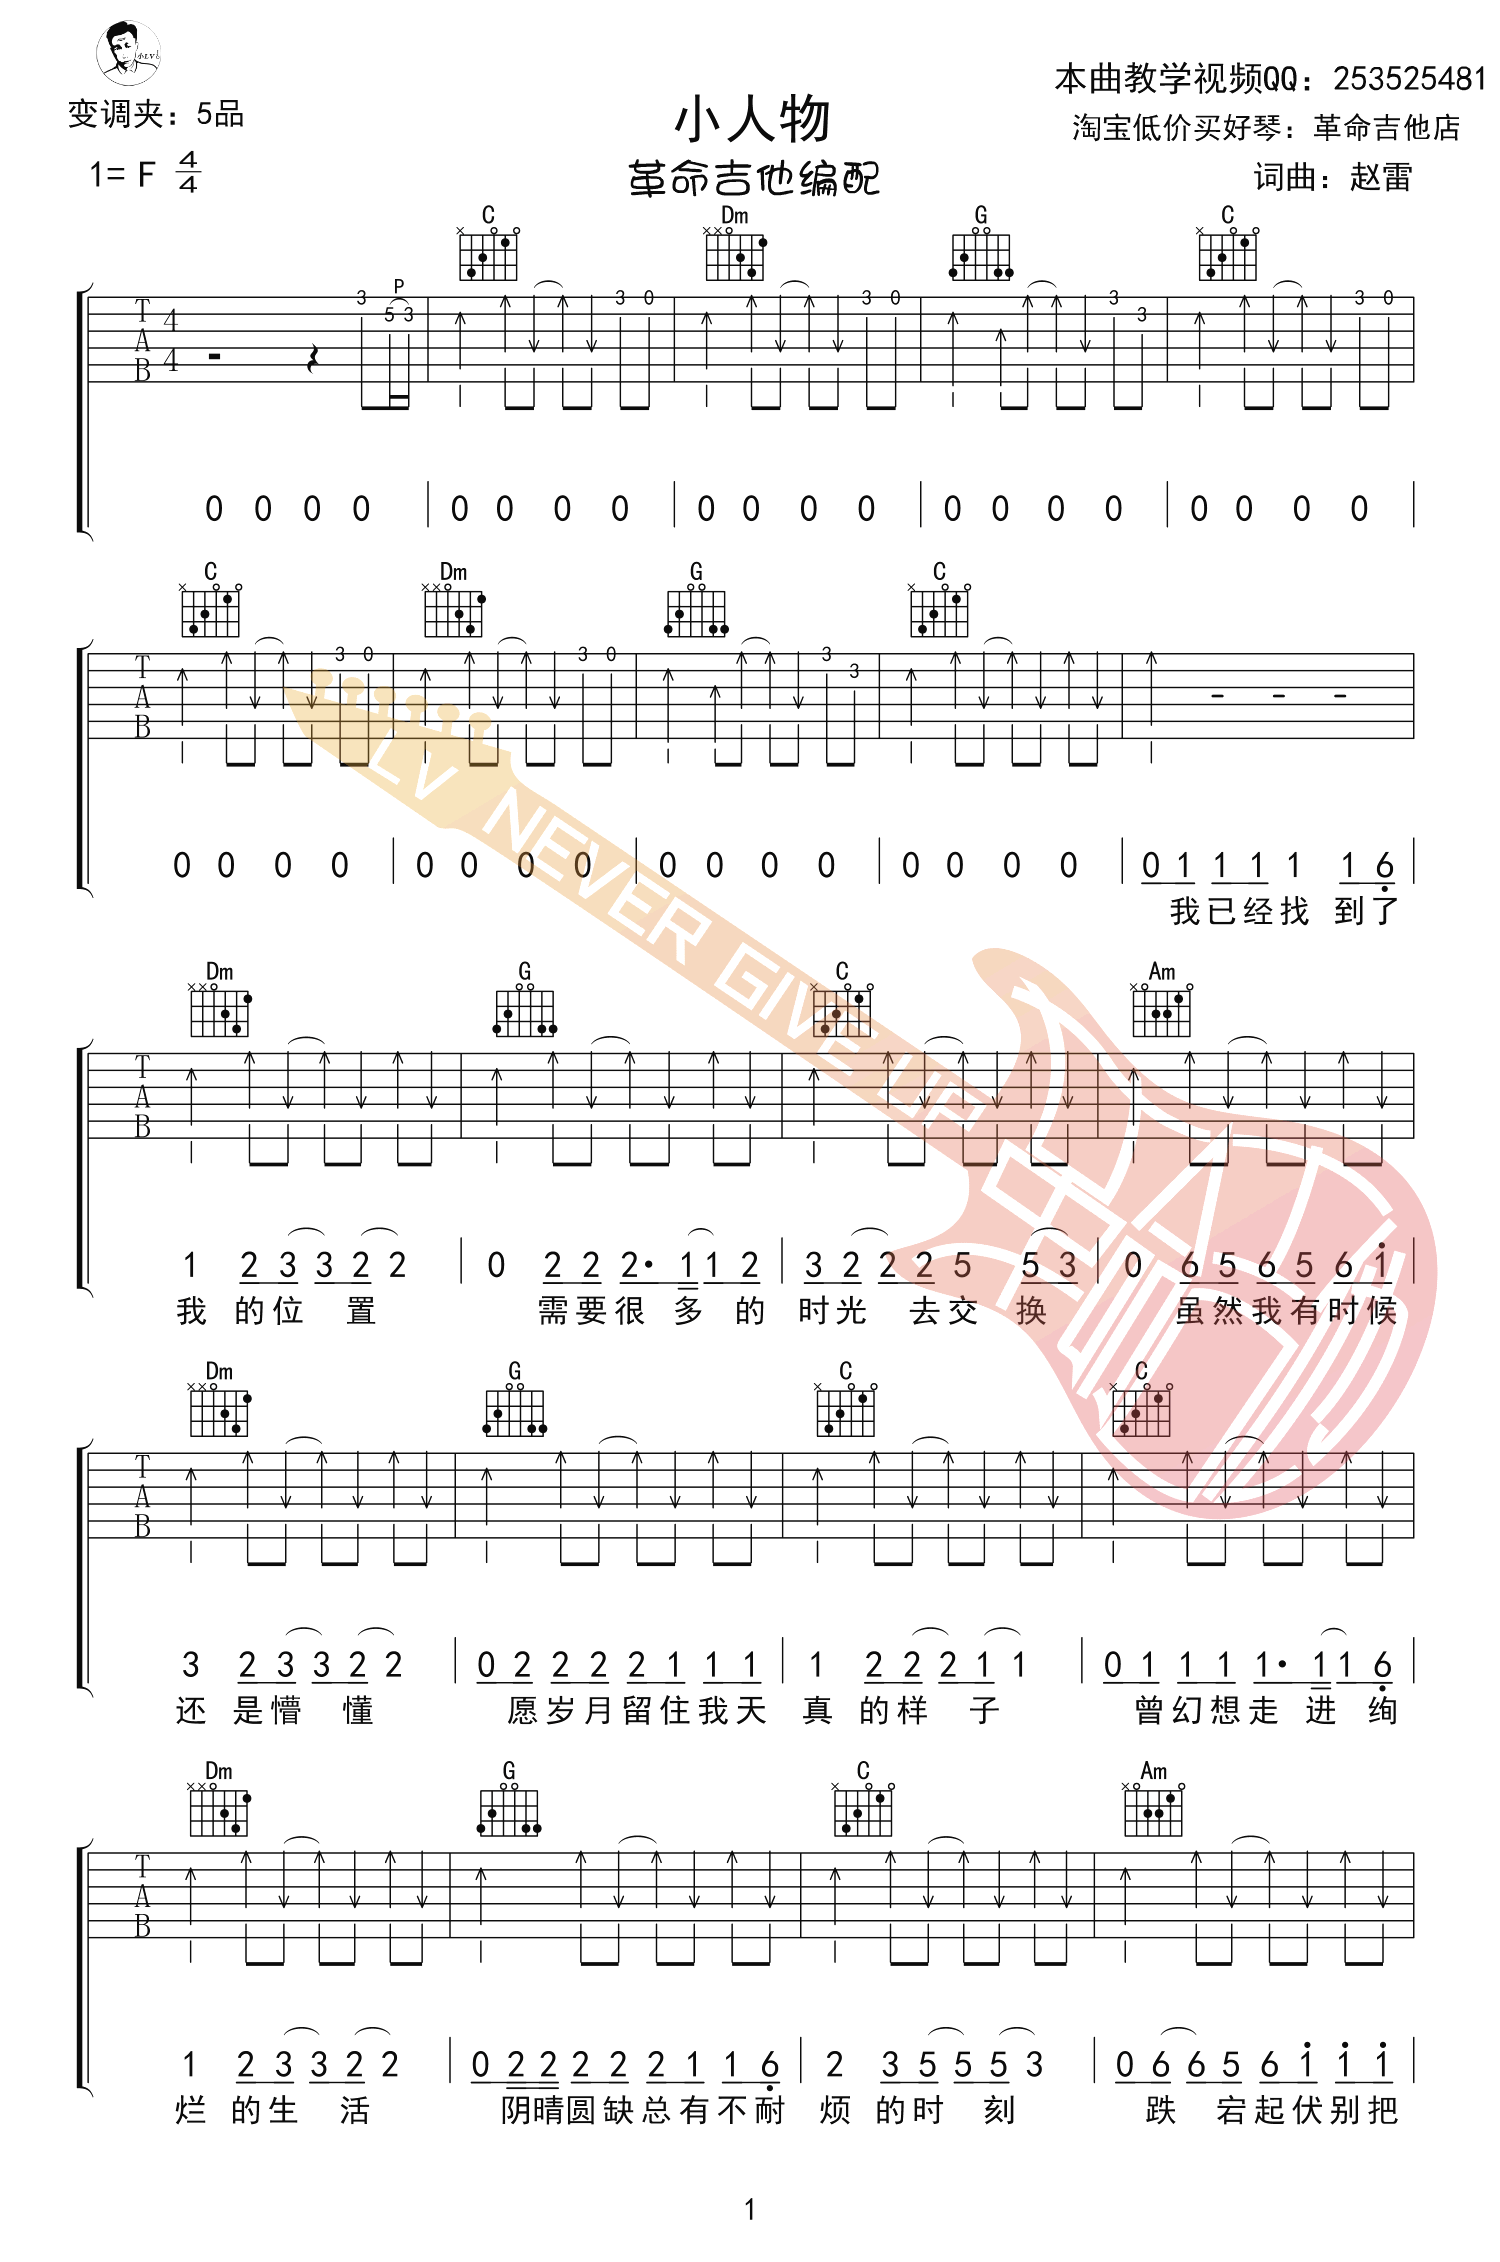 变调夹：5品
1= F 4/4
小人物
革命吉他编配
本曲教学视频QQ：253525481
淘宝低价买好琴：革命吉他店
词曲：赵雷
C Dm G C
P
3 5 3 3 0 3 0 3 3 3 0
T A B 4 4
0 0 0 0 0 0 0 0 0 0 0 0 0 0 0 0 0 0 0 0
C Dm G C
3 0 3 0 3 3
T A B
0 0 0 0 0 0 0 0 0 0 0 0 0 0 0 0 0 1 1 1 1 1 6
我已经找 到了
LV NEVER GIVE UP
Dm G C Am
T A B
1 2 3 3 2 2 0 2 2 2· 1 1 2 3 2 2 2 5 5 3 0 6 5 6 5 6 1
我 的位 置 需要很 多 的 时光 去交 换 虽然我有时候
Dm G C C
T A B
3 2 3 3 2 2 0 2 2 2 2 1 1 1 1 2 2 2 1 1 0 1 1 1 1· 1 1 6
还 是懵 懂 愿岁月留住我天 真 的样 子 曾幻想走 进 绚
Dm G C Am
T A B
1 2 3 3 2 2 0 2 2 2 2 2 1 1 6 2 3 5 5 5 3 0 6 6 5 6 1 1 1
烂 的生 活 阴晴圆缺总有不耐 烦 的时 刻 跌 宕起伏别把
1